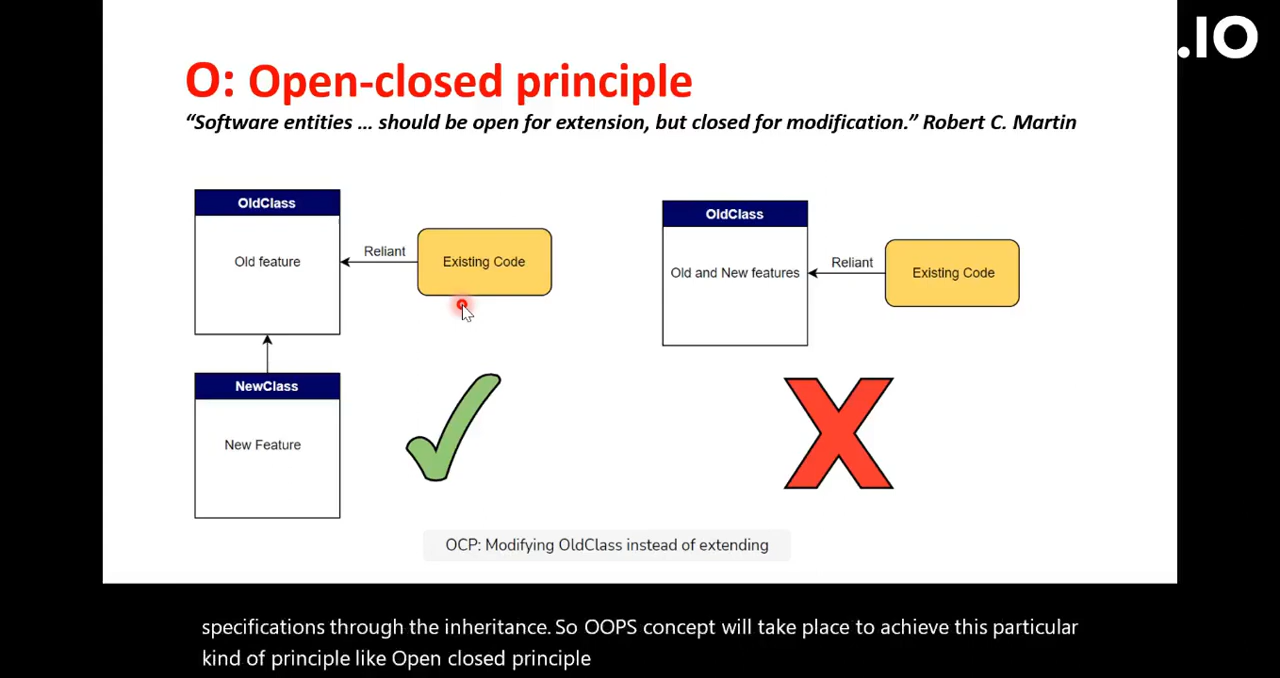 .IO
O: Open-closed principle
“Software entities ... should be open for extension, but closed for modification.” Robert C. Martin
OldClass
Old feature
Reliant
Existing Code
NewClass
New Feature
OldClass
Old and New features
Reliant
Existing Code
OCP: Modifying OldClass instead of extending
specifications through the inheritance. So OOPS concept will take place to achieve this particular
kind of principle like Open closed principle